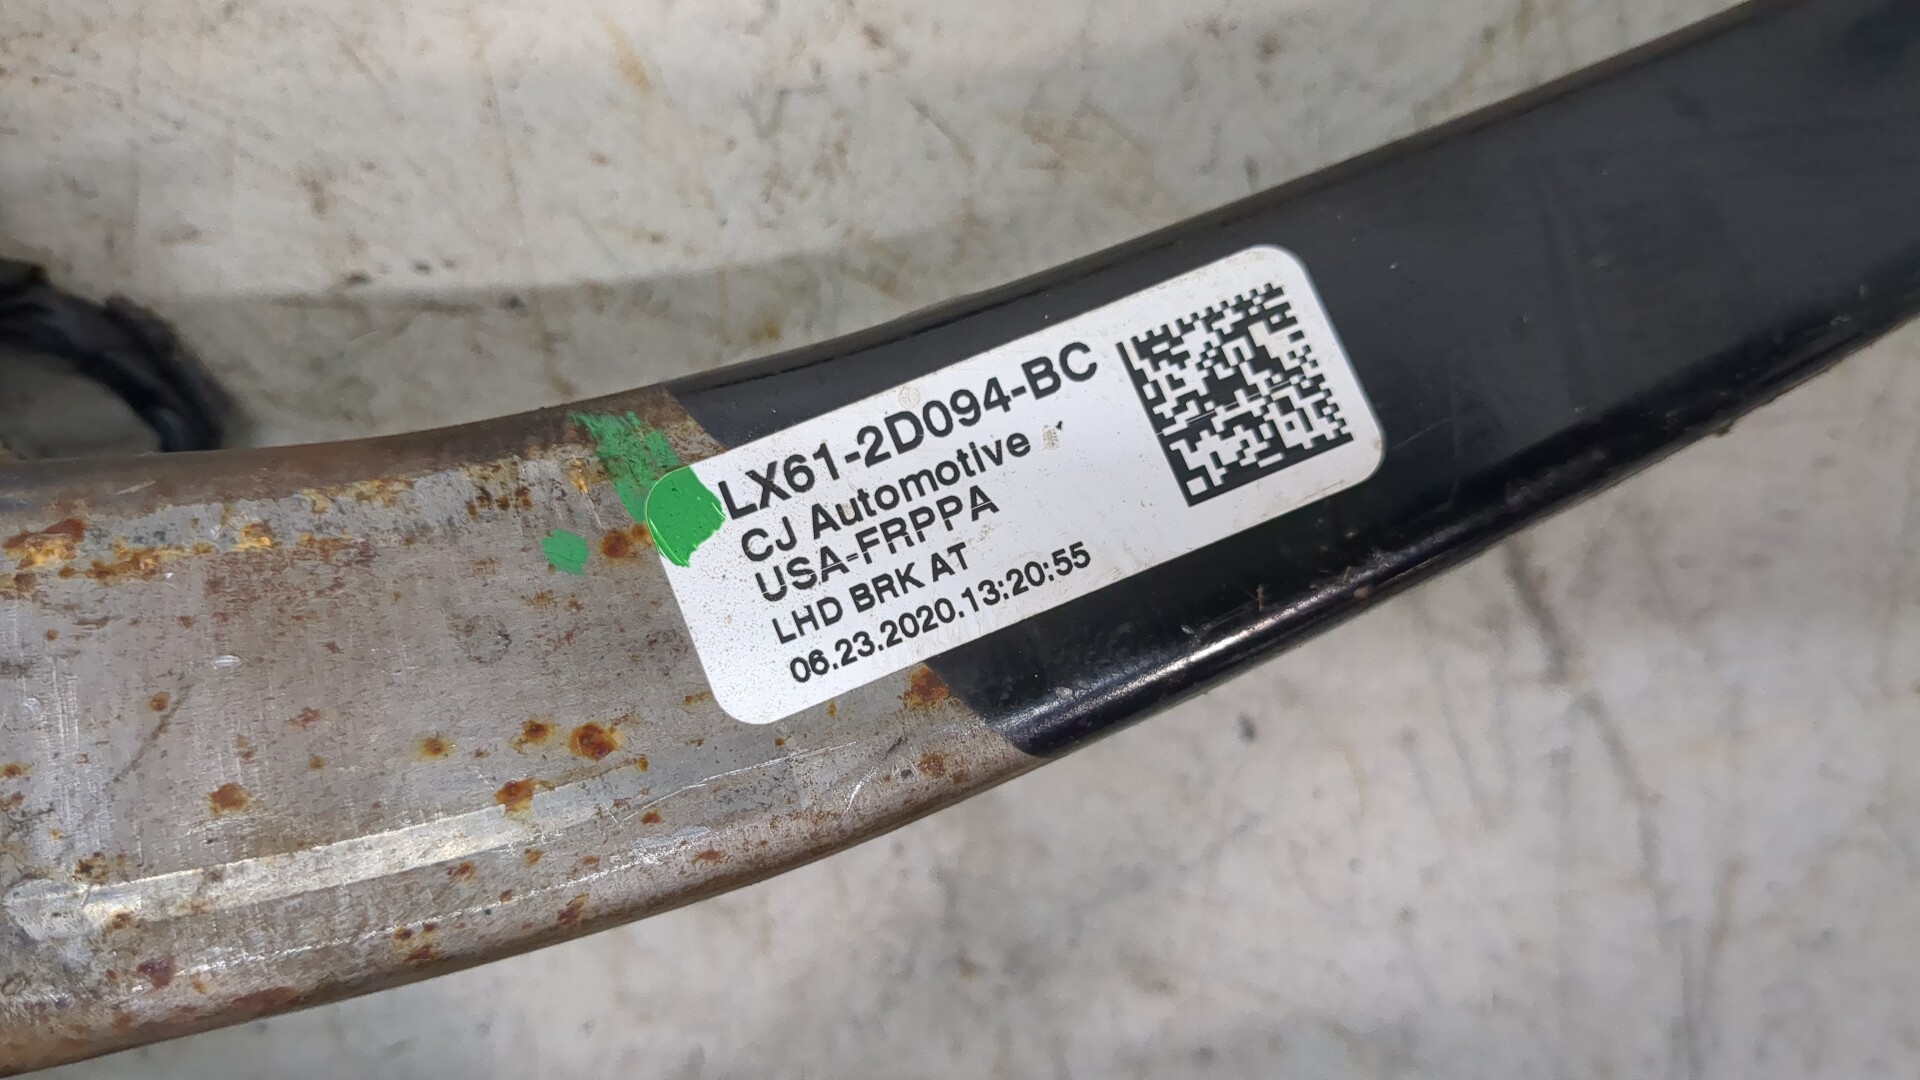 LX61-2D094-BC
CJ Automotive
USA-FRPPA
LHD BRK AT
06.23.2020.13:20:55